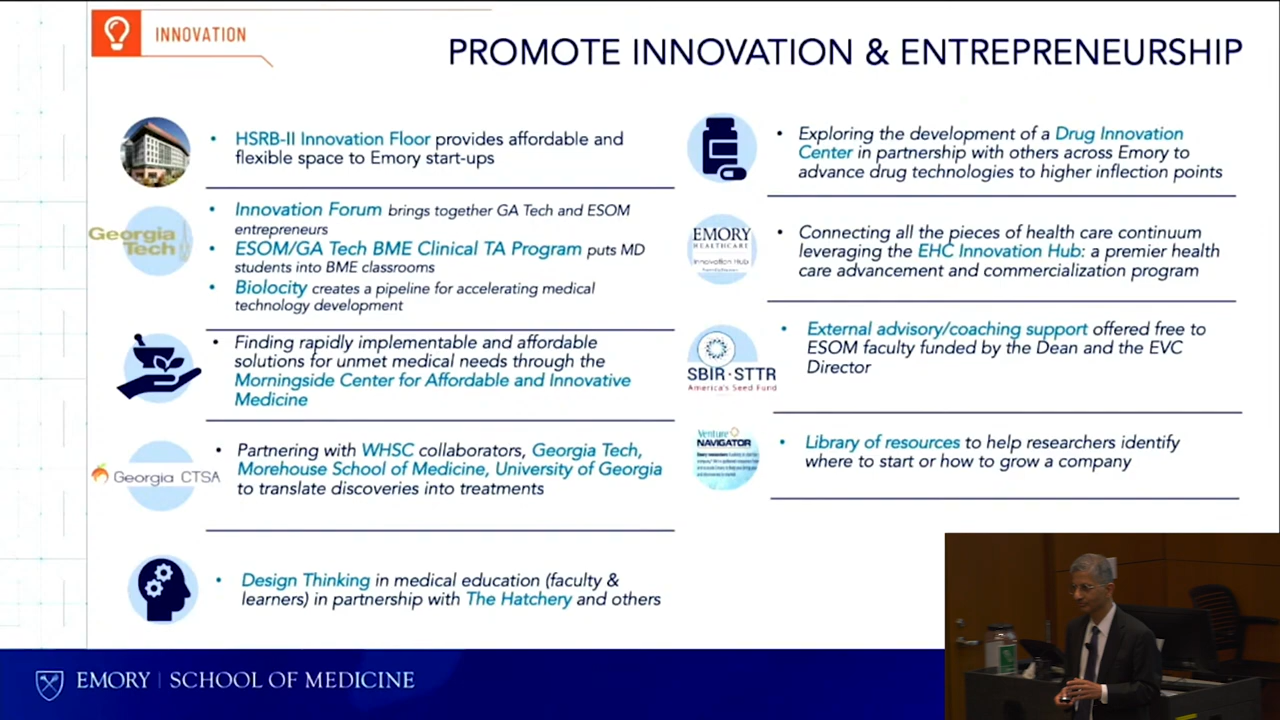 INNOVATION
PROMOTE INNOVATION & ENTREPRENEURSHIP
• HSRB-II Innovation Floor provides affordable and
flexible space to Emory start-ups
Georgia
Tech
• Innovation Forum brings together GA Tech and ESOM
entrepreneurs
• ESOM/GA Tech BME Clinical TA Program puts MD
students into BME classrooms
• Biolocity creates a pipeline for accelerating medical
technology development
• Finding rapidly implementable and affordable
solutions for unmet medical needs through the
Morningside Center for Affordable and Innovative
Medicine
Georgia CTSA
• Partnering with WHSC collaborators, Georgia Tech,
Morehouse School of Medicine, University of Georgia
to translate discoveries into treatments
• Design Thinking in medical education (faculty &
learners) in partnership with The Hatchery and others
• Exploring the development of a Drug Innovation
Center in partnership with others across Emory to
advance drug technologies to higher inflection points
EMORY
HEALTHCARE
Innovation Hub
• Connecting all the pieces of health care continuum
leveraging the EHC Innovation Hub: a premier health
care advancement and commercialization program
SBIR·STTR
America's Seed Fund
• External advisory/coaching support offered free to
ESOM faculty funded by the Dean and the EVC
Director
Venture
NAVIGATOR
• Library of resources to help researchers identify
where to start or how to grow a company
EMORY | SCHOOL OF MEDICINE